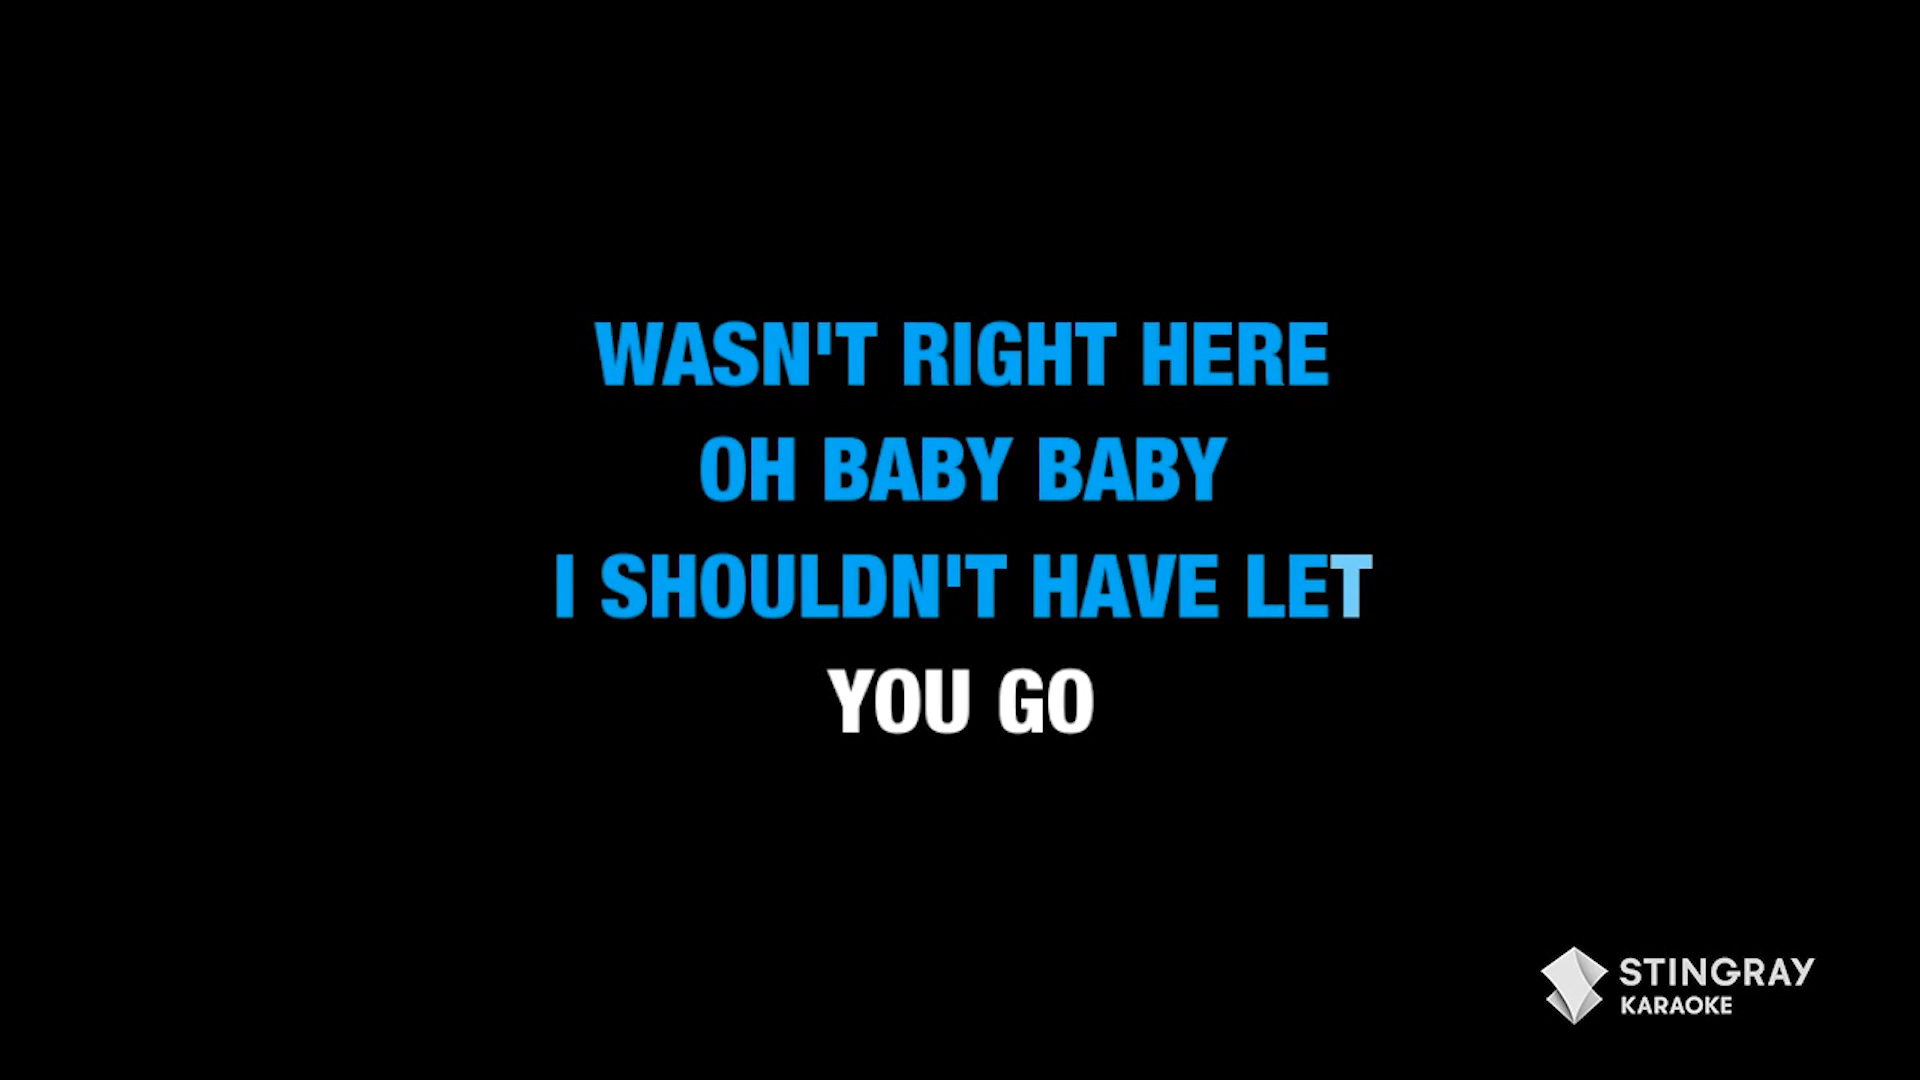 WASN'T RIGHT HERE
OH BABY BABY
I SHOULDN'T HAVE LET
YOU GO
STINGRAY
KARAOKE